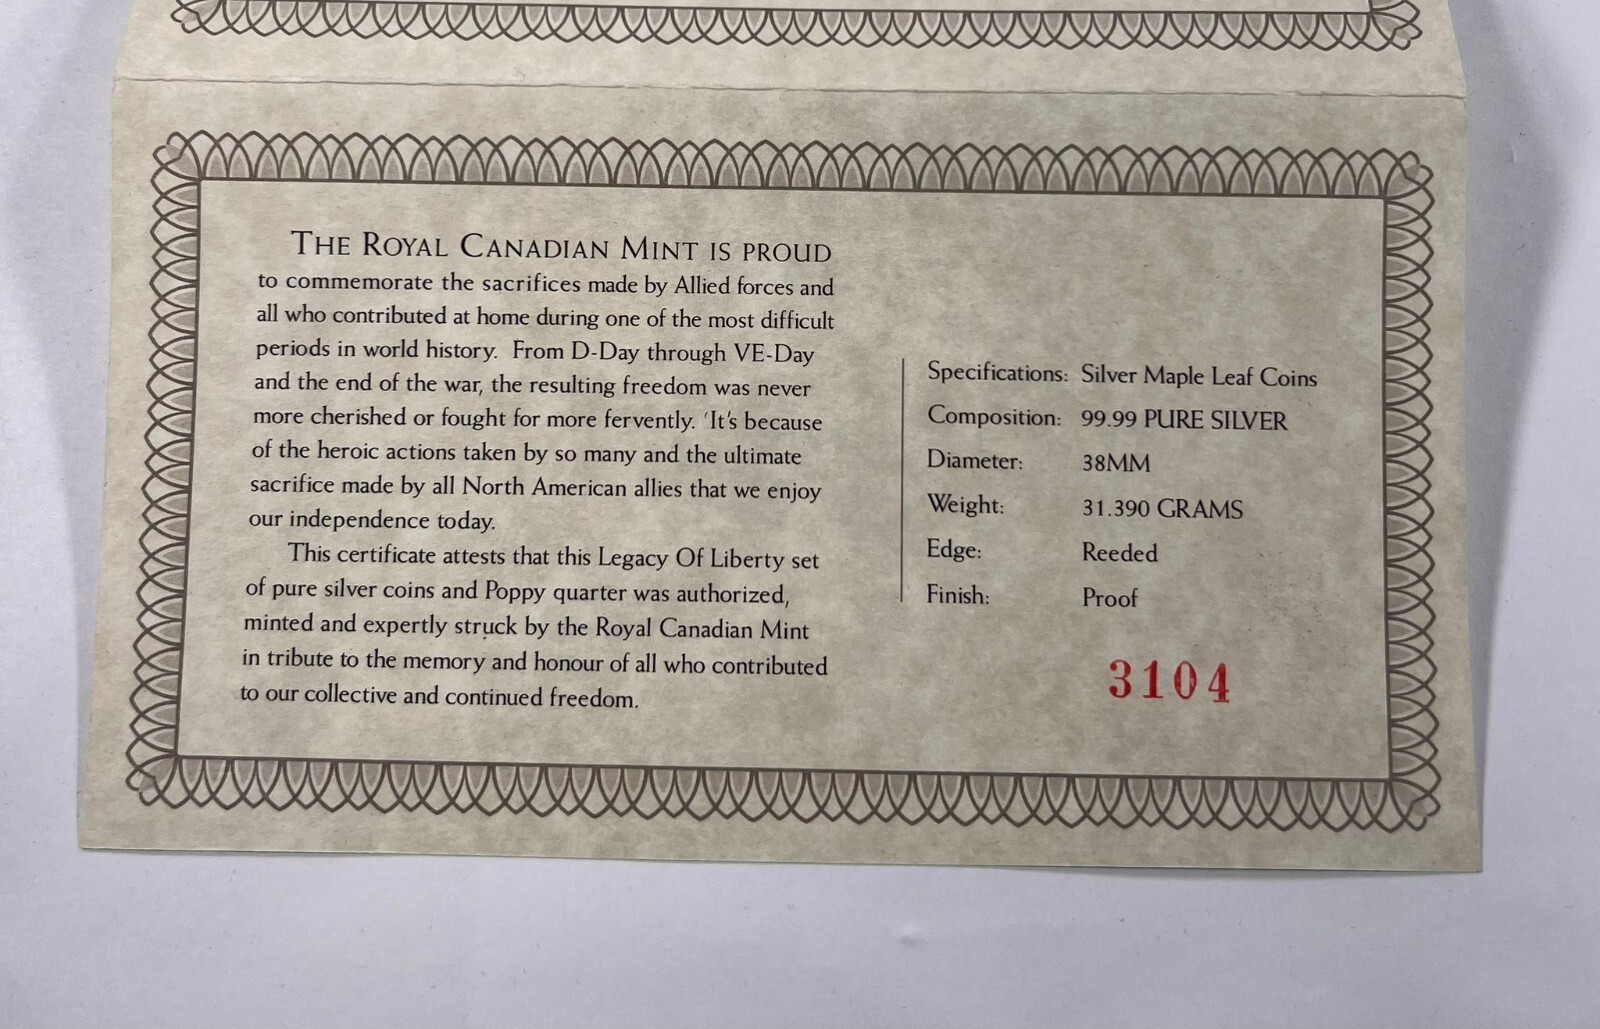 THE ROYAL CANADIAN MINT IS PROUD
to commemorate the sacrifices made by Allied forces and
all who contributed at home during one of the most difficult
periods in world history. From D-Day through VE-Day
and the end of the war, the resulting freedom was never
more cherished or fought for more fervently. 'It's because
of the heroic actions taken by so many and the ultimate
sacrifice made by all North American allies that we enjoy
our independence today.
This certificate attests that this Legacy Of Liberty set
of pure silver coins and Poppy quarter was authorized,
minted and expertly struck by the Royal Canadian Mint
in tribute to the memory and honour of all who contributed
to our collective and continued freedom.
Specifications: Silver Maple Leaf Coins
Composition: 99.99 PURE SILVER
Diameter: 38MM
Weight: 31.390 GRAMS
Edge: Reeded
Finish: Proof
3104